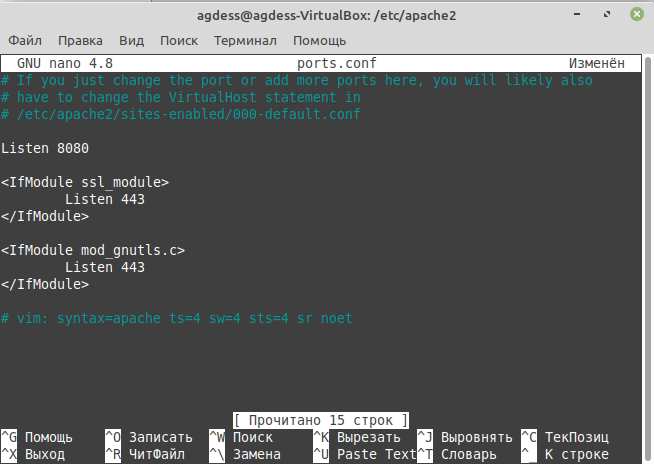 agdess@agdess-VirtualBox: /etc/apache2
Файл Правка Вид Поиск Терминал Помощь
GNU nano 4.8 ports.conf Изменён
# If you just change the port or add more ports here, you will likely also
# have to change the VirtualHost statement in
# /etc/apache2/sites-enabled/000-default.conf
Listen 8080
<IfModule ssl_module>
        Listen 443
</IfModule>
<IfModule mod_gnutls.c>
        Listen 443
</IfModule>
# vim: syntax=apache ts=4 sw=4 sts=4 sr noet
[ Прочитано 15 строк ]
^G Помощь ^O Записать ^W Поиск ^K Вырезать ^J Выровнять ^C ТекПозиц
^X Выход ^R ЧитФайл ^\ Замена ^U Paste Text ^T Словарь ^_ К строке